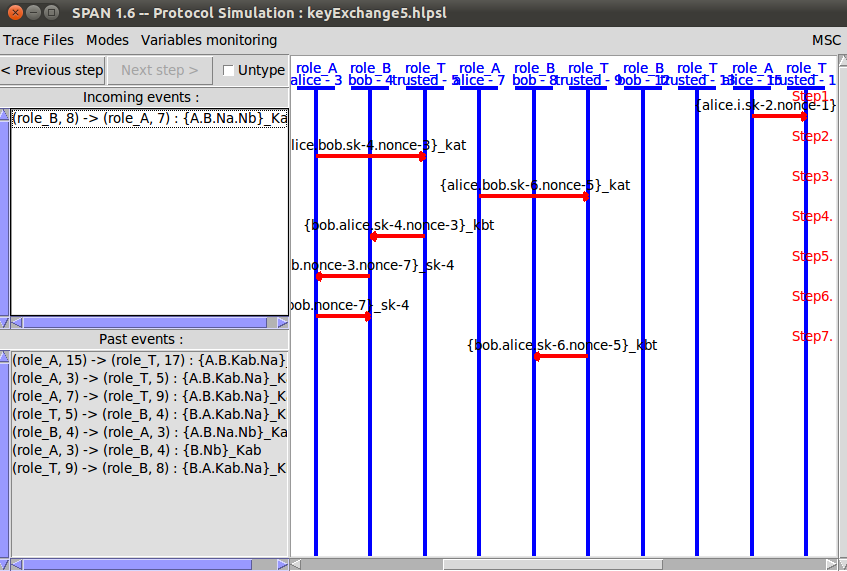 SPAN 1.6 -- Protocol Simulation : keyExchange5.hlpsl
Trace Files Modes Variables monitoring MSC
< Previous step Next step > Untype
Incoming events :
(role_B, 8) -> (role_A, 7) : {A.B.Na.Nb}_Ka
Past events :
(role_A, 15) -> (role_T, 17) : {A.B.Kab.Na}_
(role_A, 3) -> (role_T, 5) : {A.B.Kab.Na}_Ka
(role_A, 7) -> (role_T, 9) : {A.B.Kab.Na}_Ka
(role_T, 5) -> (role_B, 4) : {B.A.Kab.Na}_K
(role_B, 4) -> (role_A, 3) : {A.B.Na.Nb}_Ka
(role_A, 3) -> (role_B, 4) : {B.Nb}_Kab
(role_T, 9) -> (role_B, 8) : {B.A.Kab.Na}_K
role_A role_B role_T role_A role_B role_T role_B role_T role_A role_T
alice - 3 bob - 4 trusted - 5 alice - 7 bob - 8 trusted - 9 bob - 12 trusted - 13 alice - 15 trusted - 1
Step1.
{alice.i.sk-2.nonce-1}
Step2.
alice.bob.sk-4.nonce-3}_kat
Step3.
{alice.bob.sk-6.nonce-5}_kat
Step4.
{bob.alice.sk-4.nonce-3}_kbt
Step5.
b.nonce-3.nonce-7}_sk-4
Step6.
bob.nonce-7}_sk-4
Step7.
{bob.alice.sk-6.nonce-5}_kbt